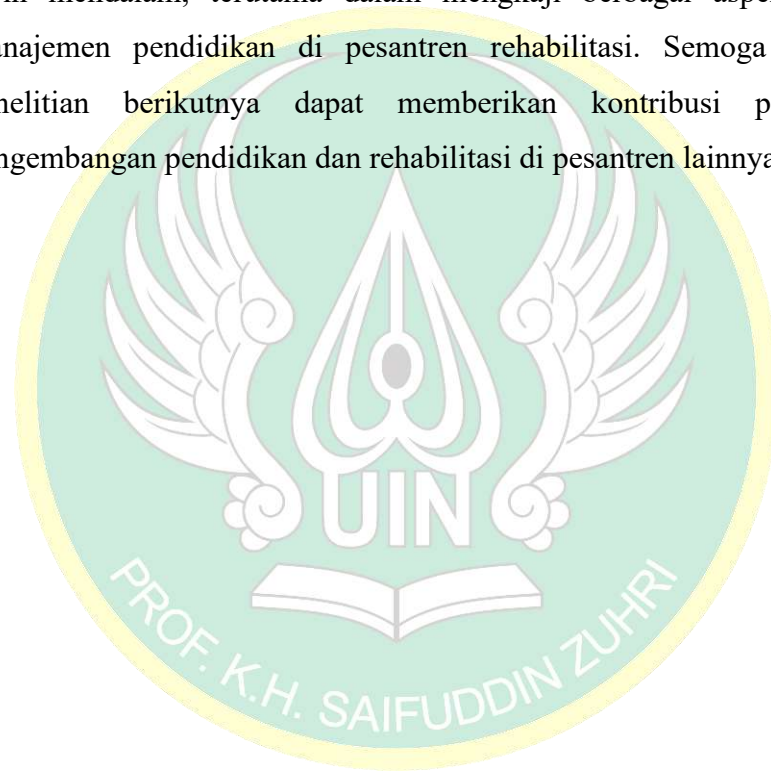 mendalam, terutama dalam mengkaji berbagai
anajemen pendidikan di pesantren rehabilitasi. Semoga
nelitian berikutnya dapat memberikan kontribusi p
ngembangan pendidikan dan rehabilitasi di pesantren lainnya
UIN
PROF. K.H. SAIFUDDIN ZUHRI